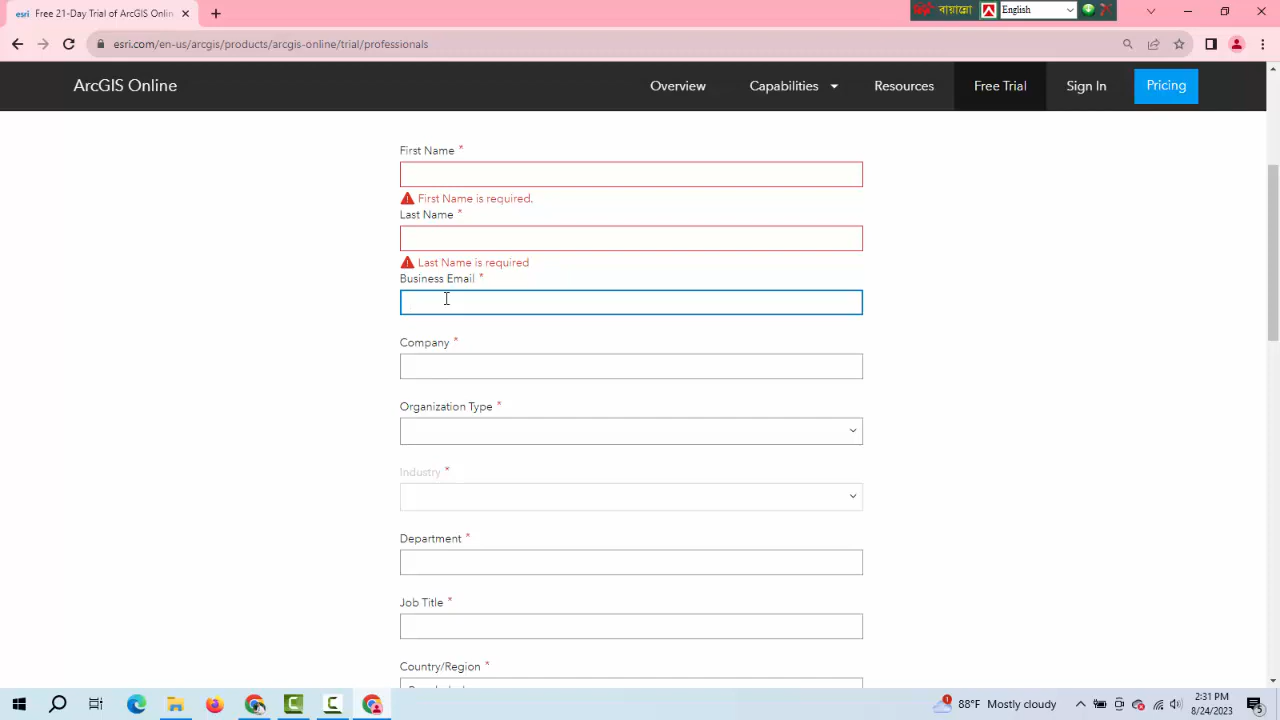 esri Free 21-Day Trial of ArcGIS Onlin
বায়ান্নো English
esri.com/en-us/arcgis/products/arcgis-online/trial/professionals
ArcGIS Online Overview Capabilities Resources Free Trial Sign In Pricing
First Name *
First Name is required.
Last Name *
Last Name is required
Business Email *
Company *
Organization Type *
Industry *
Department *
Job Title *
Country/Region *
88°F Mostly cloudy 2:31 PM
8/24/2023